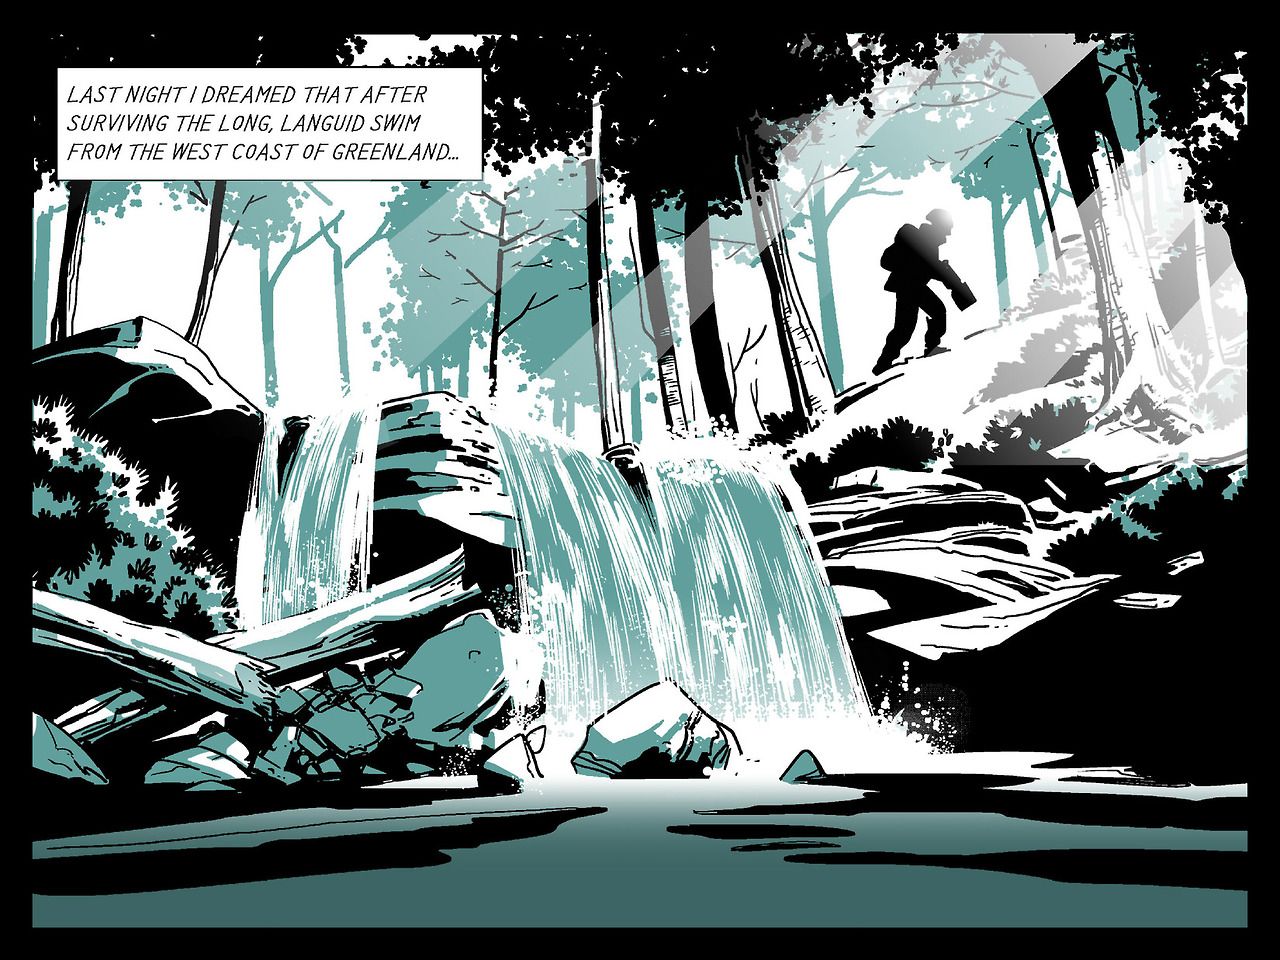 LAST NIGHT I DREAMED THAT AFTER
SURVIVING THE LONG, LANGUID SWIM
FROM THE WEST COAST OF GREENLAND...